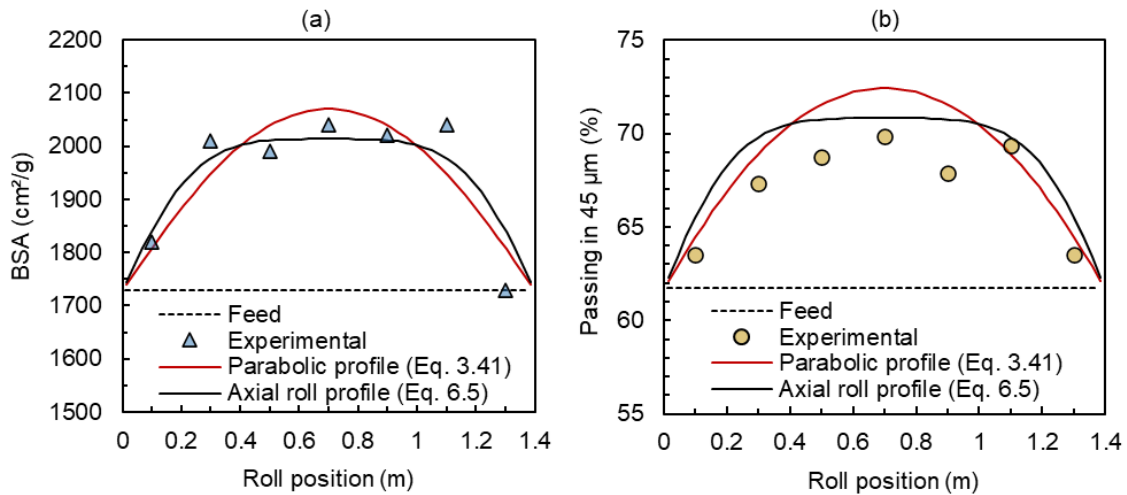 (a)
BSA (cm²/g)
2200
2100
2000
1900
1800
1700
1600
1500
Feed
Experimental
Parabolic profile (Eq. 3.41)
Axial roll profile (Eq. 6.5)
0 0.2 0.4 0.6 0.8 1 1.2 1.4
Roll position (m)
(b)
Passing in 45 µm (%)
75
70
65
60
55
Feed
Experimental
Parabolic profile (Eq. 3.41)
Axial roll profile (Eq. 6.5)
0 0.2 0.4 0.6 0.8 1 1.2 1.4
Roll position (m)